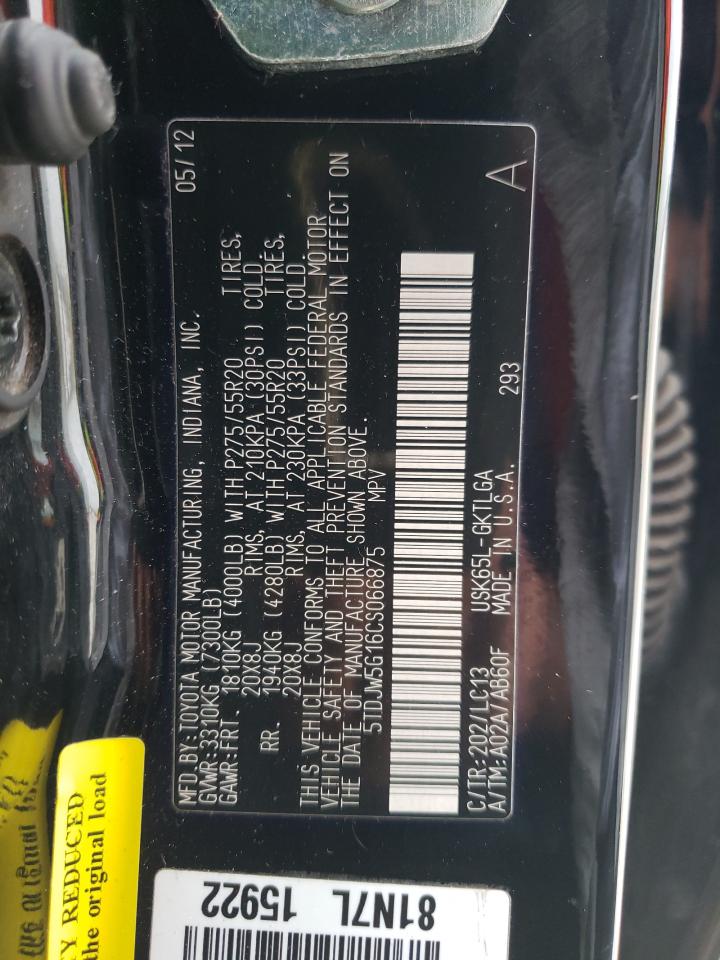 MFD BY:TOYOTA MOTOR MANUFACTURING, INDIANA, INC. 05/12
GVWR:3310KG (7300LB)
GAWR:FRT. 1810KG (4000LB) WITH P275/55R20 TIRES,
20X8J RIMS, AT 210KPA (30PSI) COLD.
RR. 1940KG (4280LB) WITH P275/55R20 TIRES,
20X8J RIMS, AT 230KPA (33PSI) COLD.
THIS VEHICLE CONFORMS TO ALL APPLICABLE FEDERAL MOTOR
VEHICLE SAFETY AND THEFT PREVENTION STANDARDS IN EFFECT ON
THE DATE OF MANUFACTURE SHOWN ABOVE.
5TDJW5G16CS068875 MPV
C/TR:202/LC13 USK65L-GKTLGA A
A/TM:A02A/AB60F MADE IN U.S.A. 293
TY REDUCED
the original load
15922
81N7L